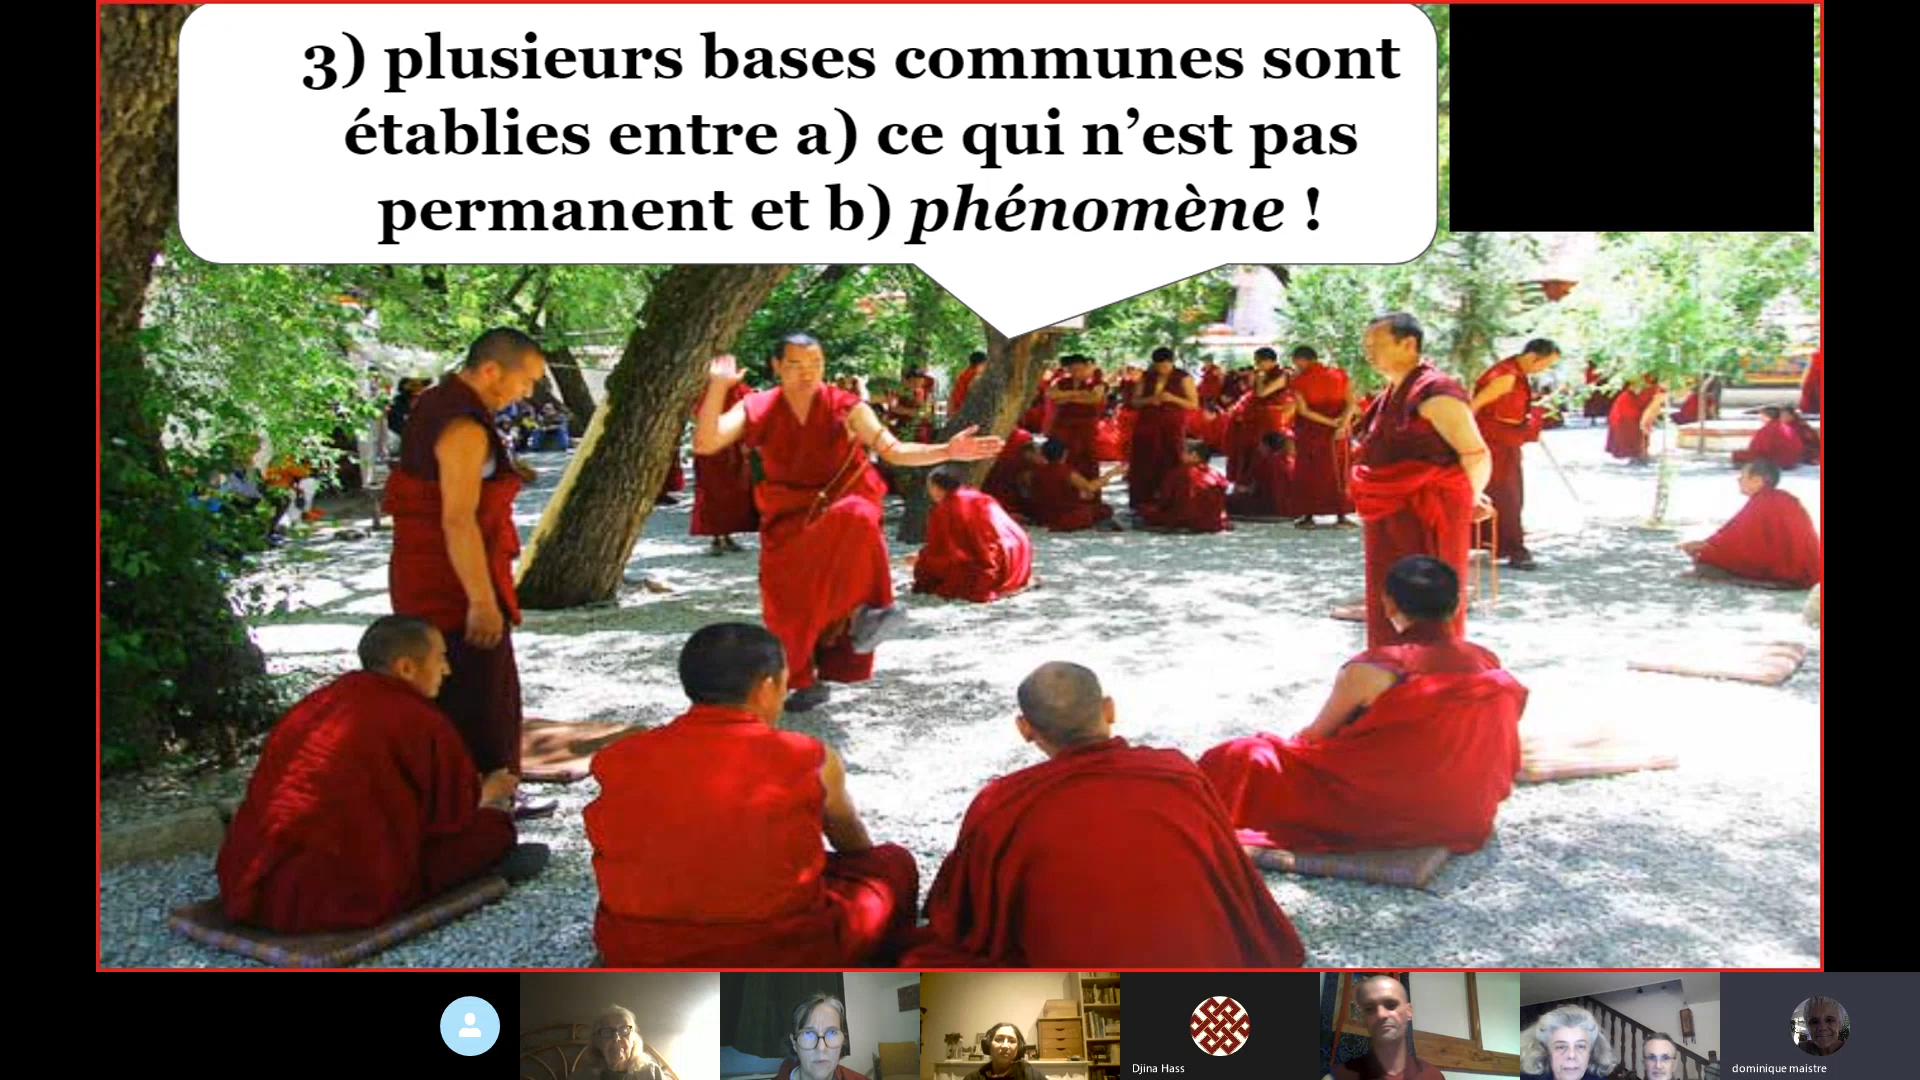 3) plusieurs bases communes sont
établies entre a) ce qui n’est pas
permanent et b) phénomène !
Djina Hass
dominique maistre